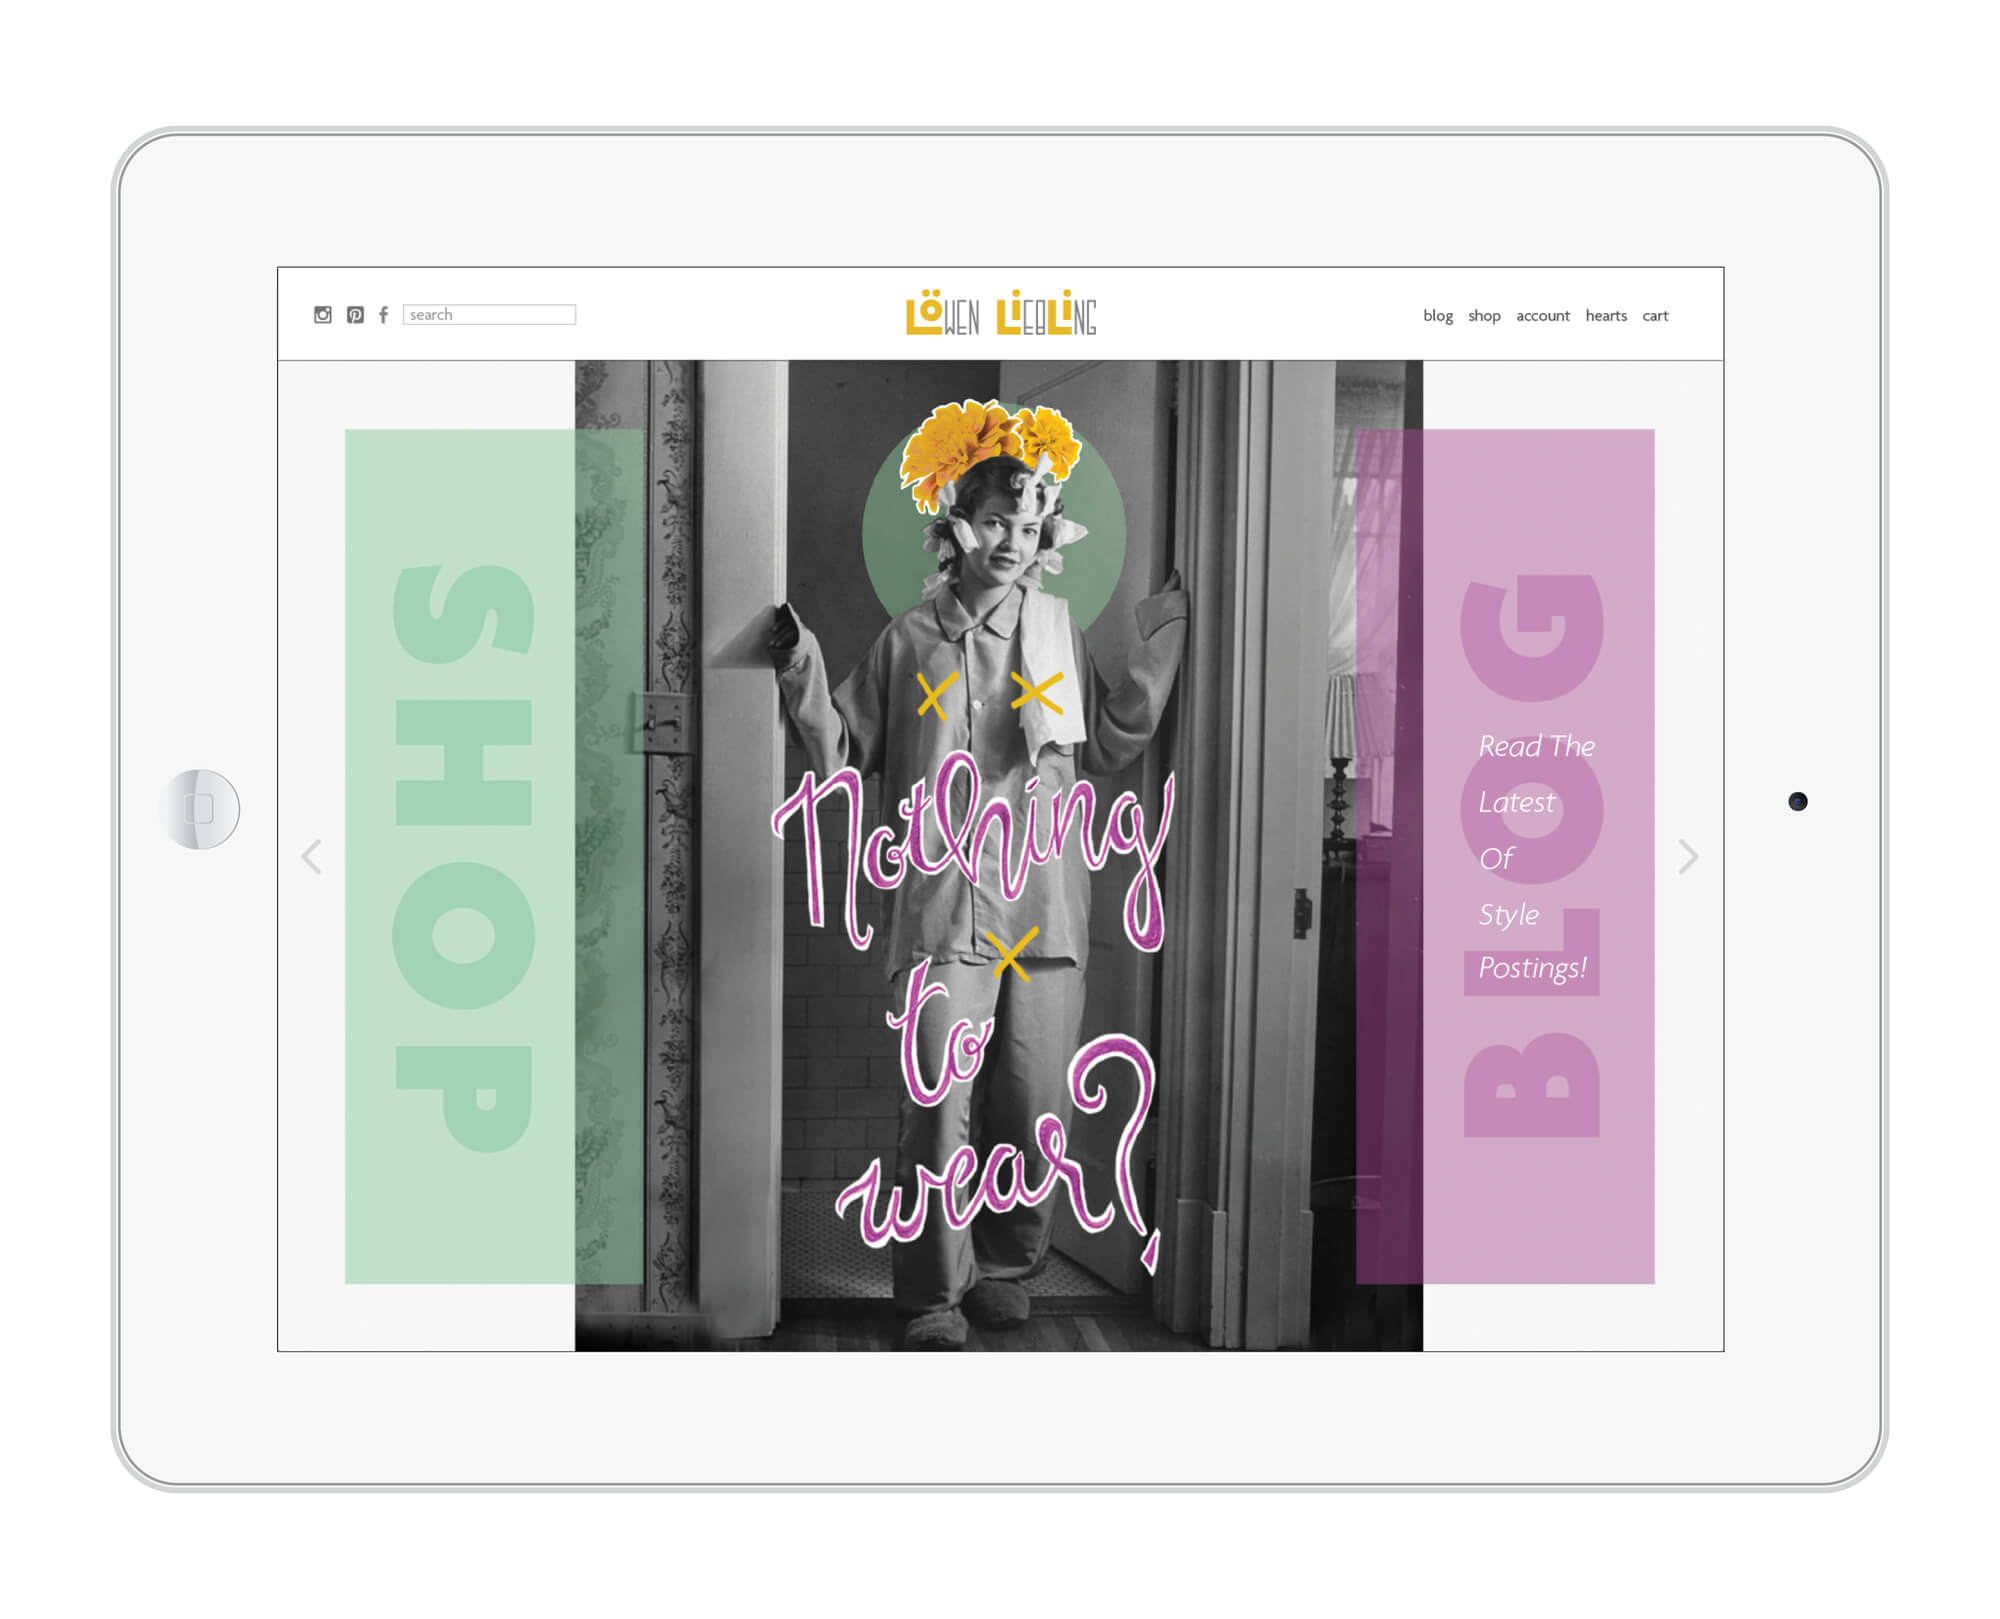 search
LÖWEN LiEBLiNG
blog shop account hearts cart
SHOP
Nothing
to
wear?
BLOG
Read The
Latest
Of
Style
Postings!